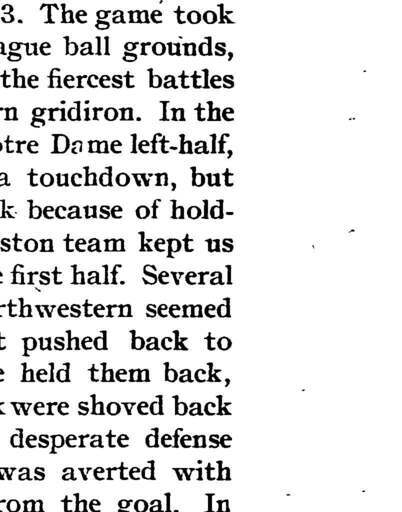 3. The game took
ague ball grounds,
the fiercest battles
rn gridiron. In the
otre Dame left-half,
a touchdown, but
k because of hold-
ston team kept us
e first half. Several
rthwestern seemed
t pushed back to
e held them back,
k were shoved back
desperate defense
was averted with
rom the goal. In